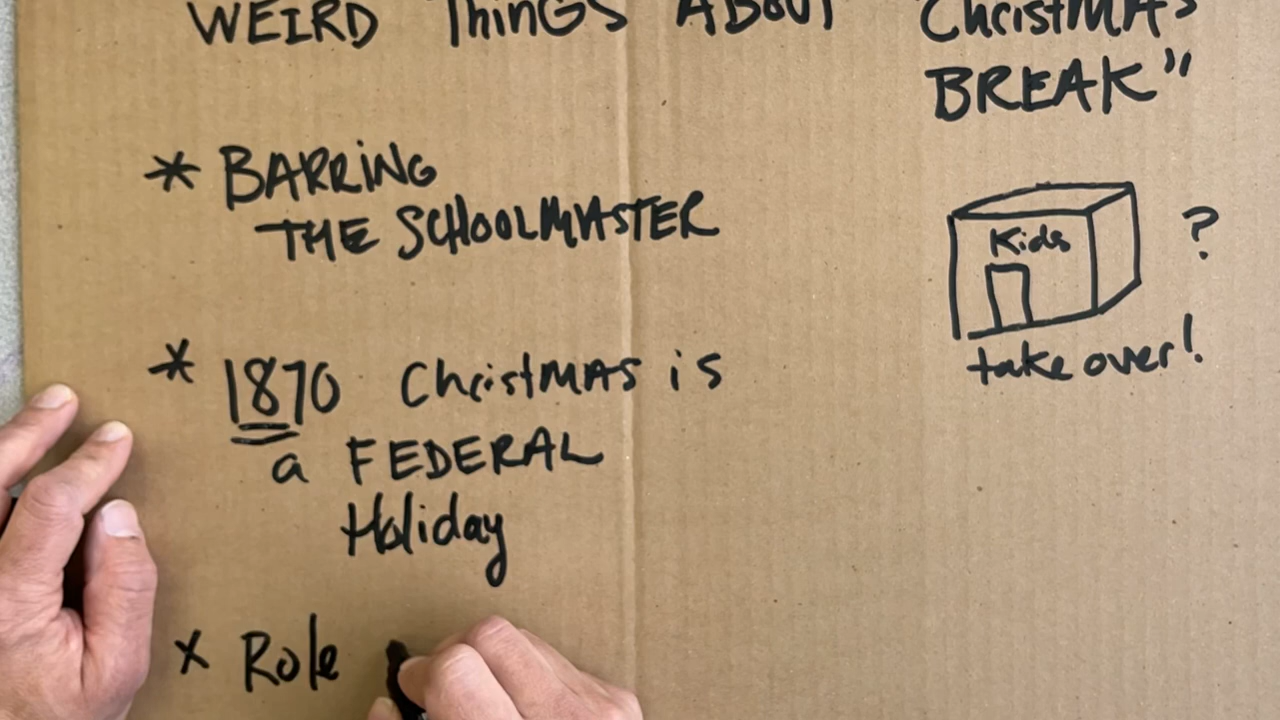 WEIRD ThinGS ABOUT "ChristMAS
BREAK"
* BARRING
THE SCHOOLMASTER
Kids
?
take over!
* 1870 ChristMAS is
a FEDERAL
Holiday
x Role